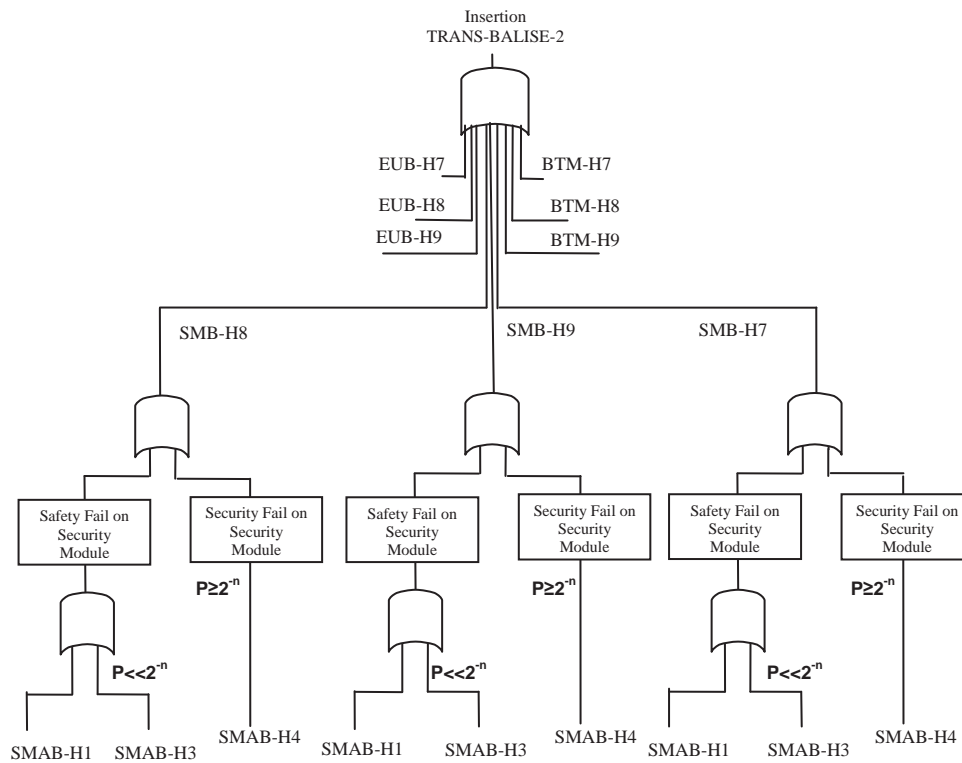 Insertion
TRANS-BALISE-2
EUB-H7
BTM-H7
EUB-H8
BTM-H8
EUB-H9
BTM-H9
SMB-H8
SMB-H9
SMB-H7
Safety Fail on
Security
Module
Security Fail on
Security
Module
Safety Fail on
Security
Module
Security Fail on
Security
Module
Safety Fail on
Security
Module
Security Fail on
Security
Module
P≥2⁻ⁿ
P≥2⁻ⁿ
P≥2⁻ⁿ
P<<2⁻ⁿ
P<<2⁻ⁿ
P<<2⁻ⁿ
SMAB-H1
SMAB-H3
SMAB-H4
SMAB-H1
SMAB-H3
SMAB-H4
SMAB-H1
SMAB-H3
SMAB-H4